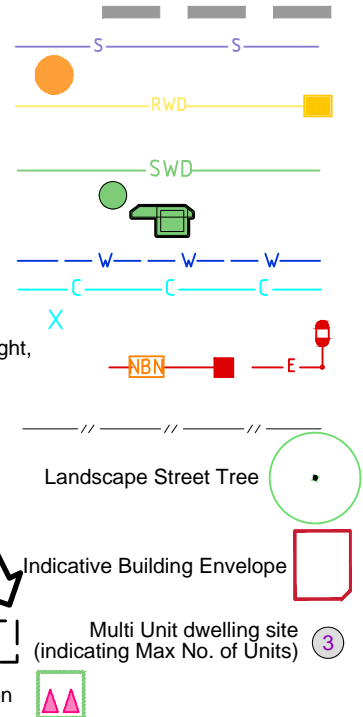 S S
RWD
SWD
W W W
C C C
X
ght,
NBN E
// // //
Landscape Street Tree
Indicative Building Envelope
Multi Unit dwelling site
(indicating Max No. of Units) 3
on